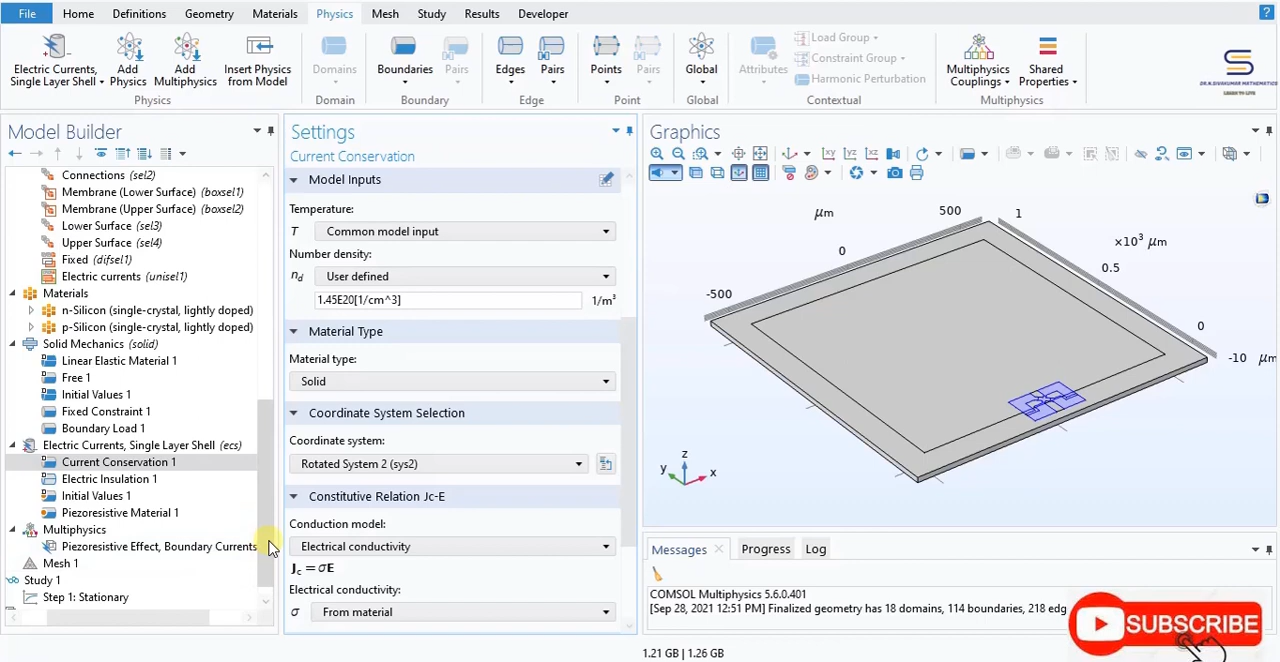 File Home Definitions Geometry Materials Physics Mesh Study Results Developer ?
Electric Currents, Single Layer Shell
Add Physics
Add Multiphysics
Insert Physics from Model
Domains
Boundaries
Pairs
Edges
Pairs
Points
Pairs
Global
Attributes
Load Group
Constraint Group
Harmonic Perturbation
Multiphysics Couplings
Shared Properties
DR.N.SIVAKUMAR MATHEMATICS
LEARN TO LIVE
Physics Domain Boundary Edge Point Global Contextual Multiphysics
Model Builder
Connections (sel2)
Membrane (Lower Surface) (boxsel1)
Membrane (Upper Surface) (boxsel2)
Lower Surface (sel3)
Upper Surface (sel4)
Fixed (difsel1)
Electric currents (unisel1)
Materials
n-Silicon (single-crystal, lightly doped)
p-Silicon (single-crystal, lightly doped)
Solid Mechanics (solid)
Linear Elastic Material 1
Free 1
Initial Values 1
Fixed Constraint 1
Boundary Load 1
Electric Currents, Single Layer Shell (ecs)
Current Conservation 1
Electric Insulation 1
Initial Values 1
Piezoresistive Material 1
Multiphysics
Piezoresistive Effect, Boundary Currents
Mesh 1
Study 1
Step 1: Stationary
Settings
Current Conservation
Model Inputs
Temperature:
T Common model input
Number density:
nd User defined
1.45E20[1/cm^3] 1/m³
Material Type
Material type:
Solid
Coordinate System Selection
Coordinate system:
Rotated System 2 (sys2)
Constitutive Relation Jc-E
Conduction model:
Electrical conductivity
Jc = σE
Electrical conductivity:
σ From material
Graphics
xy yz xz
µm 500 1
×10³ µm
0 0.5
-500
0
-10 µm
z
y x
Messages Progress Log
COMSOL Multiphysics 5.6.0.401
[Sep 28, 2021 12:51 PM] Finalized geometry has 18 domains, 114 boundaries, 218 edg
SUBSCRIBE
1.21 GB | 1.26 GB